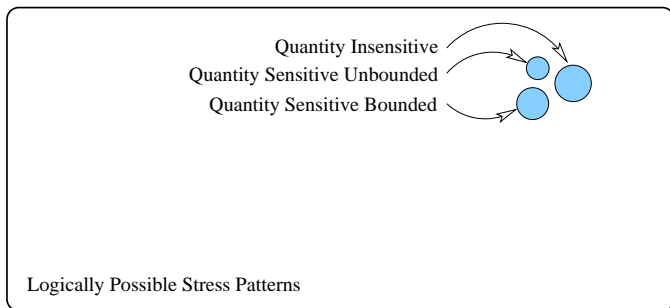 Quantity Insensitive
Quantity Sensitive Unbounded
Quantity Sensitive Bounded
Logically Possible Stress Patterns